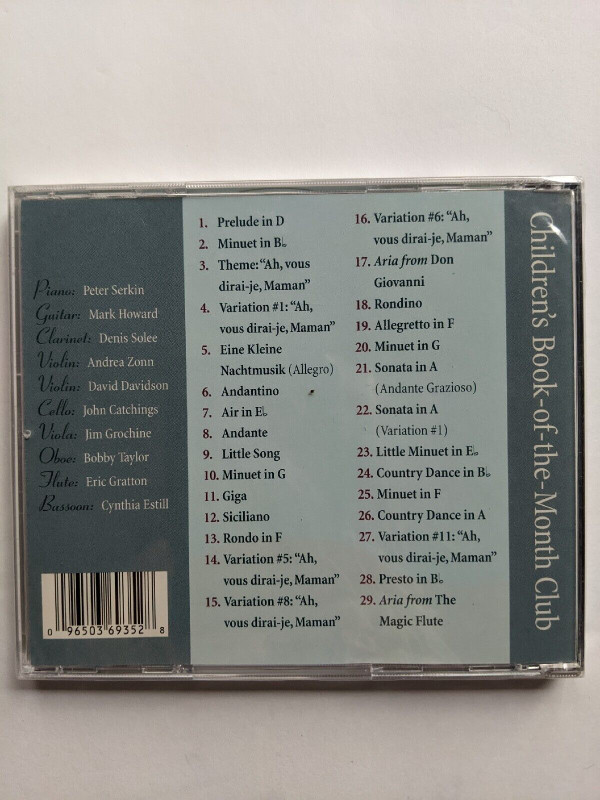 Piano: Peter Serkin
Guitar: Mark Howard
Clarinet: Denis Solee
Violin: Andrea Zonn
Violin: David Davidson
Cello: John Catchings
Viola: Jim Grochine
Oboe: Bobby Taylor
Flute: Eric Gratton
Bassoon: Cynthia Estill
0 96503 69352 8
1. Prelude in D
2. Minuet in B♭
3. Theme: “Ah, vous
dirai-je, Maman”
4. Variation #1: “Ah,
vous dirai-je, Maman”
5. Eine Kleine
Nachtmusik (Allegro)
6. Andantino
7. Air in E♭
8. Andante
9. Little Song
10. Minuet in G
11. Giga
12. Siciliano
13. Rondo in F
14. Variation #5: “Ah,
vous dirai-je, Maman”
15. Variation #8: “Ah,
vous dirai-je, Maman”
16. Variation #6: “Ah,
vous dirai-je, Maman”
17. Aria from Don
Giovanni
18. Rondino
19. Allegretto in F
20. Minuet in G
21. Sonata in A
(Andante Grazioso)
22. Sonata in A
(Variation #1)
23. Little Minuet in E♭
24. Country Dance in B♭
25. Minuet in F
26. Country Dance in A
27. Variation #11: “Ah,
vous dirai-je, Maman”
28. Presto in B♭
29. Aria from The
Magic Flute
Children's Book-of-the-Month Club